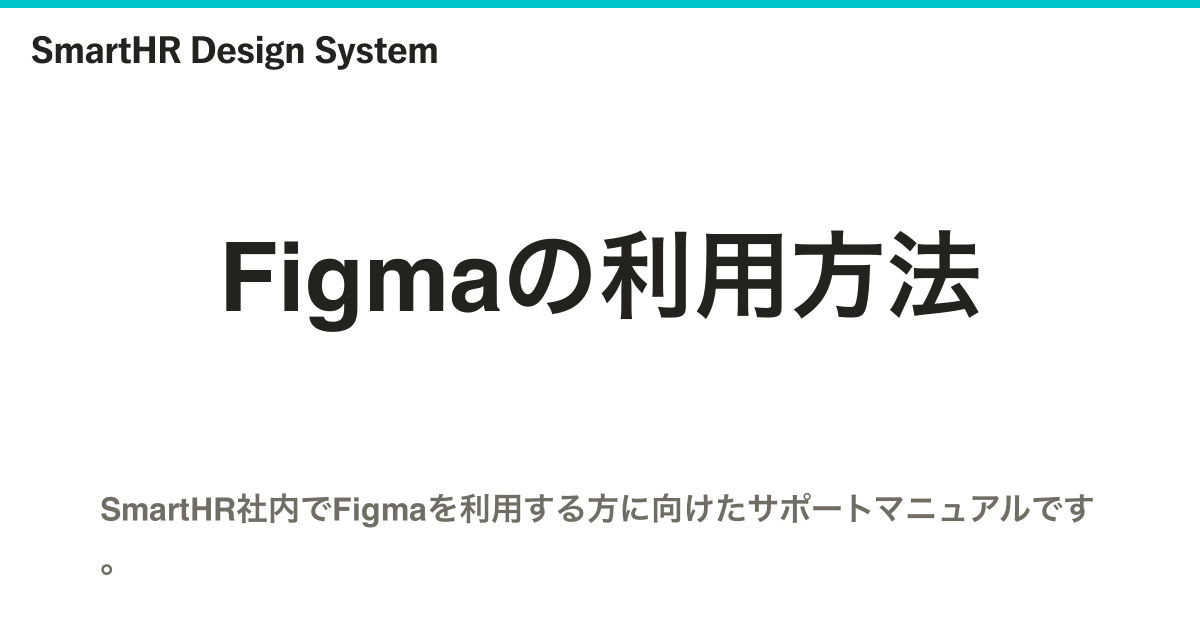 SmartHR Design System
Figmaの利用方法
SmartHR社内でFigmaを利用する方に向けたサポートマニュアルです
。